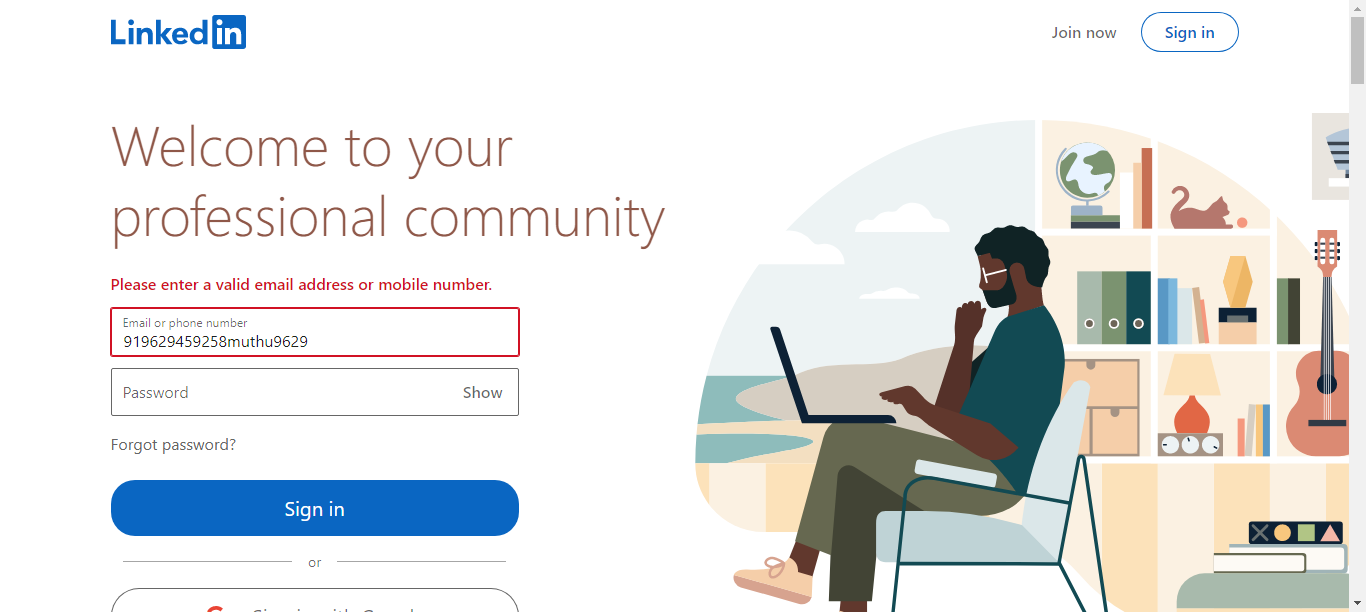 Linkedin
Join now
Sign in
Welcome to your
professional community
Please enter a valid email address or mobile number.
Email or phone number
919629459258muthu9629
Password
Show
Forgot password?
Sign in
or